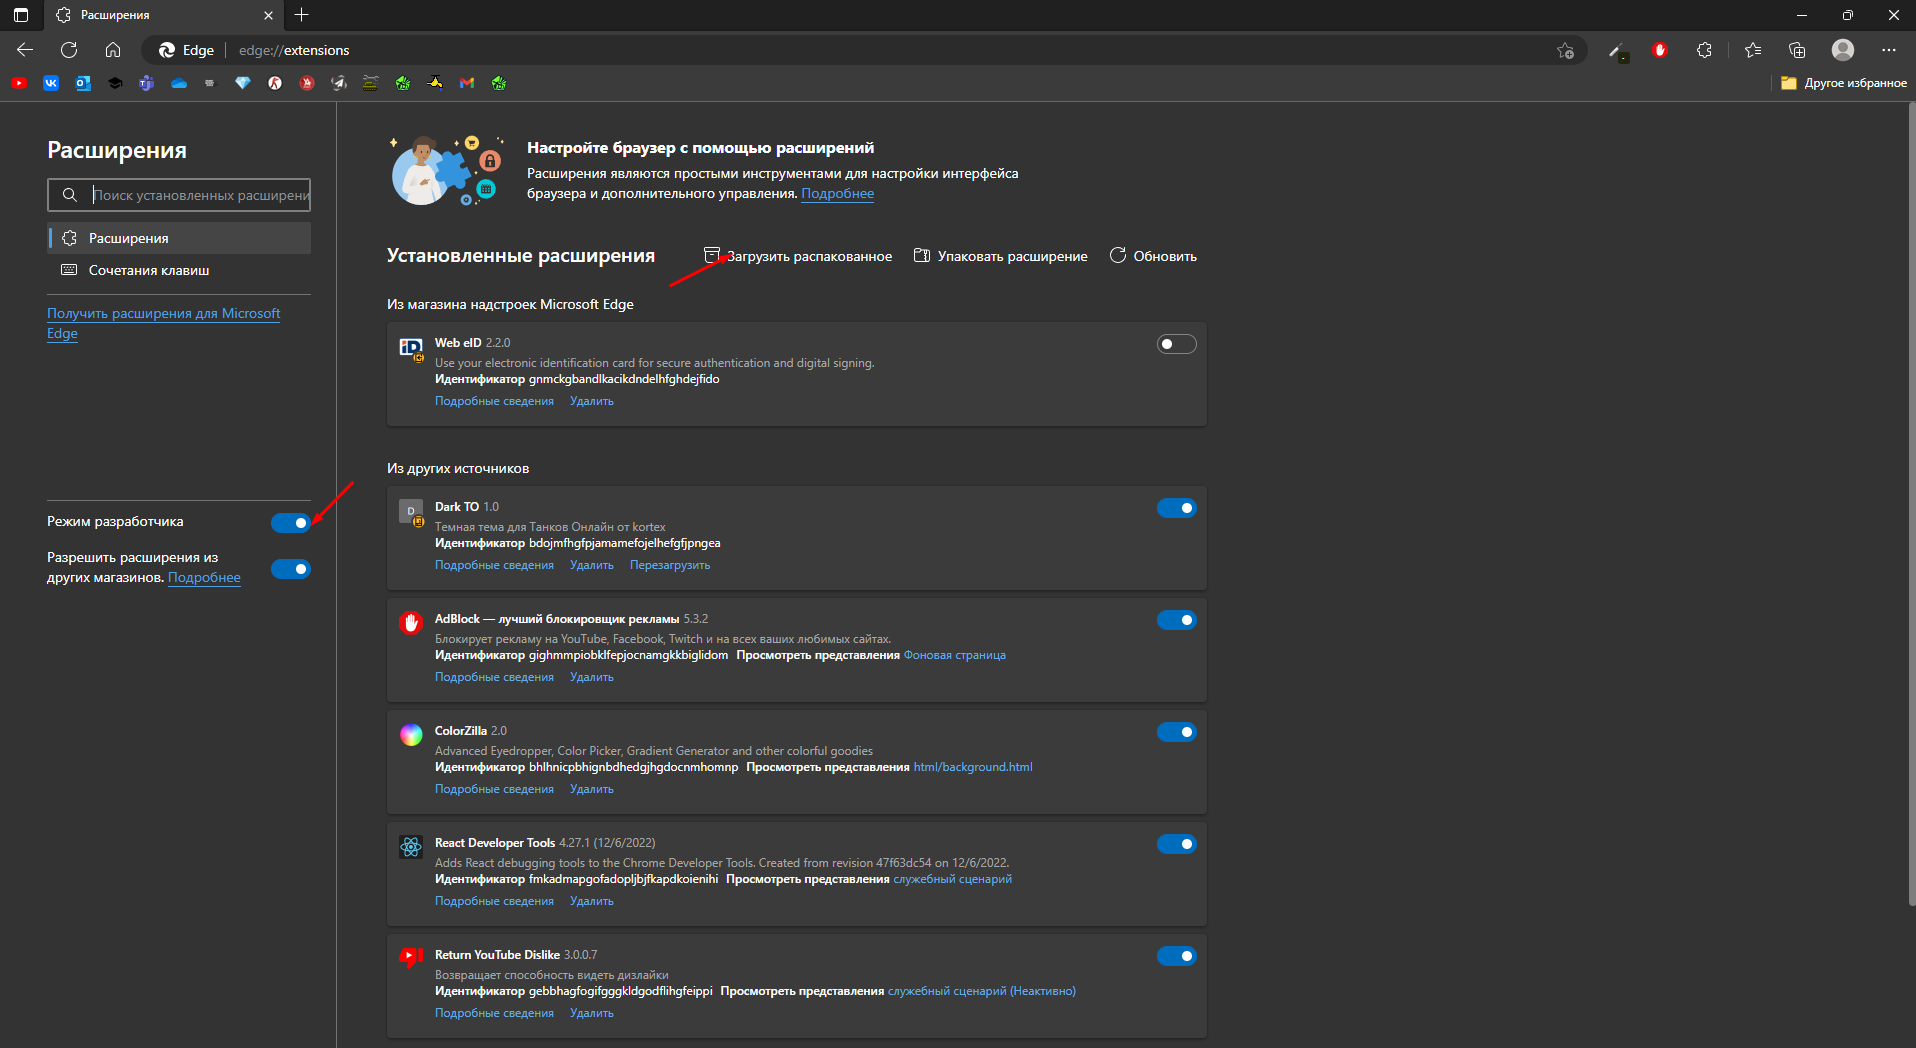 Расширения
Edge
edge://extensions
Другое избранное
Расширения
Поиск установленных расширени
Расширения
Сочетания клавиш
Получить расширения для Microsoft
Edge
Режим разработчика
Разрешить расширения из
других магазинов. Подробнее
Настройте браузер с помощью расширений
Расширения являются простыми инструментами для настройки интерфейса
браузера и дополнительного управления. Подробнее
Установленные расширения
Загрузить распакованное
Упаковать расширение
Обновить
Из магазина надстроек Microsoft Edge
Web eID 2.2.0
Use your electronic identification card for secure authentication and digital signing.
Идентификатор gnmckgbandlkacikdndelhfghdejfido
Подробные сведения Удалить
Из других источников
D
Dark TO 1.0
Темная тема для Танков Онлайн от kortex
Идентификатор bdojmfhgfpjamamefojelhefgfjpngea
Подробные сведения Удалить Перезагрузить
AdBlock — лучший блокировщик рекламы 5.3.2
Блокирует рекламу на YouTube, Facebook, Twitch и на всех ваших любимых сайтах.
Идентификатор gighmmpiobklfepjocnamgkkbiglidom Просмотреть представления Фоновая страница
Подробные сведения Удалить
ColorZilla 2.0
Advanced Eyedropper, Color Picker, Gradient Generator and other colorful goodies
Идентификатор bhlhnicpbhignbdhedgjhgdocnmhomnp Просмотреть представления html/background.html
Подробные сведения Удалить
React Developer Tools 4.27.1 (12/6/2022)
Adds React debugging tools to the Chrome Developer Tools. Created from revision 47f63dc54 on 12/6/2022.
Идентификатор fmkadmapgofadopljbjfkapdkoienihi Просмотреть представления служебный сценарий
Подробные сведения Удалить
Return YouTube Dislike 3.0.0.7
Возвращает способность видеть дизлайки
Идентификатор gebbhagfogifgggkldgodflihgfeippi Просмотреть представления служебный сценарий (Неактивно)
Подробные сведения Удалить